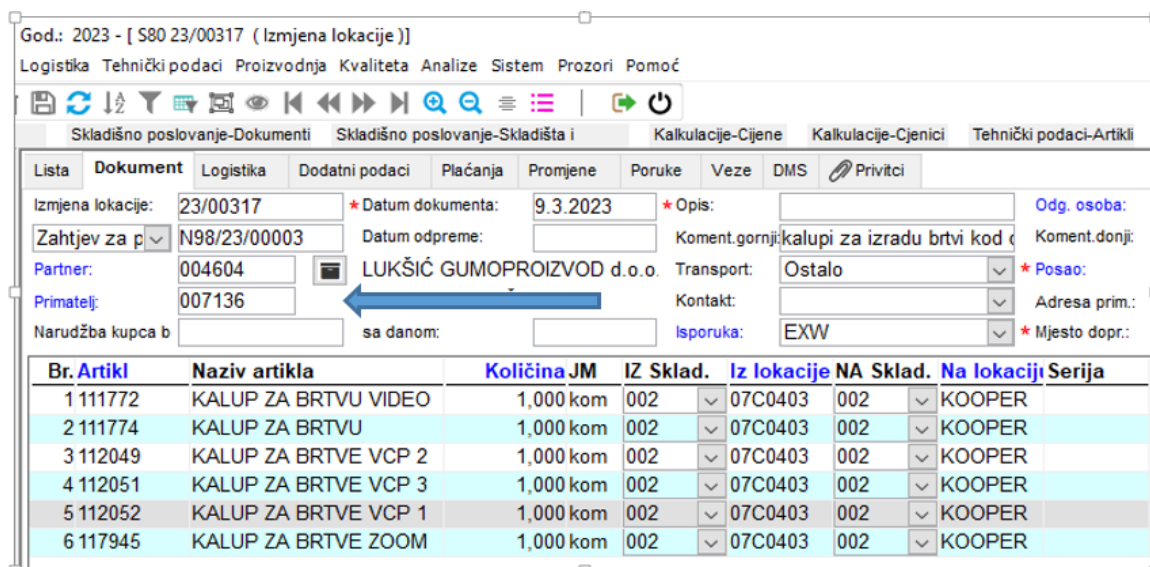 God.: 2023 - [ S80 23/00317 ( Izmjena lokacije )]
Logistika Tehnički podaci Proizvodnja Kvaliteta Analize Sistem Prozori Pomoć
Skladišno poslovanje-Dokumenti Skladišno poslovanje-Skladišta i Kalkulacije-Cijene Kalkulacije-Cjenici Tehnički podaci-Artikli
Lista Dokument Logistika Dodatni podaci Plaćanja Promjene Poruke Veze DMS Privitci
Izmjena lokacije: 23/00317 * Datum dokumenta: 9.3.2023 * Opis: Odg. osoba:
Zahtjev za p N98/23/00003 Datum odpreme: Koment.gornji: kalupi za izradu brtvi kod Koment.donji:
Partner: 004604 LUKŠIĆ GUMOPROIZVOD d.o.o. Transport: Ostalo * Posao:
Primatelj: 007136 Kontakt: Adresa prim.:
Narudžba kupca b sa danom: Isporuka: EXW * Mjesto dopr.:
Br. Artikl Naziv artikla Količina JM IZ Sklad. Iz lokacije NA Sklad. Na lokaciju Serija
1 111772 KALUP ZA BRTVU VIDEO 1,000 kom 002 07C0403 002 KOOPER
2 111774 KALUP ZA BRTVU 1,000 kom 002 07C0403 002 KOOPER
3 112049 KALUP ZA BRTVE VCP 2 1,000 kom 002 07C0403 002 KOOPER
4 112051 KALUP ZA BRTVE VCP 3 1,000 kom 002 07C0403 002 KOOPER
5 112052 KALUP ZA BRTVE VCP 1 1,000 kom 002 07C0403 002 KOOPER
6 117945 KALUP ZA BRTVE ZOOM 1,000 kom 002 07C0403 002 KOOPER